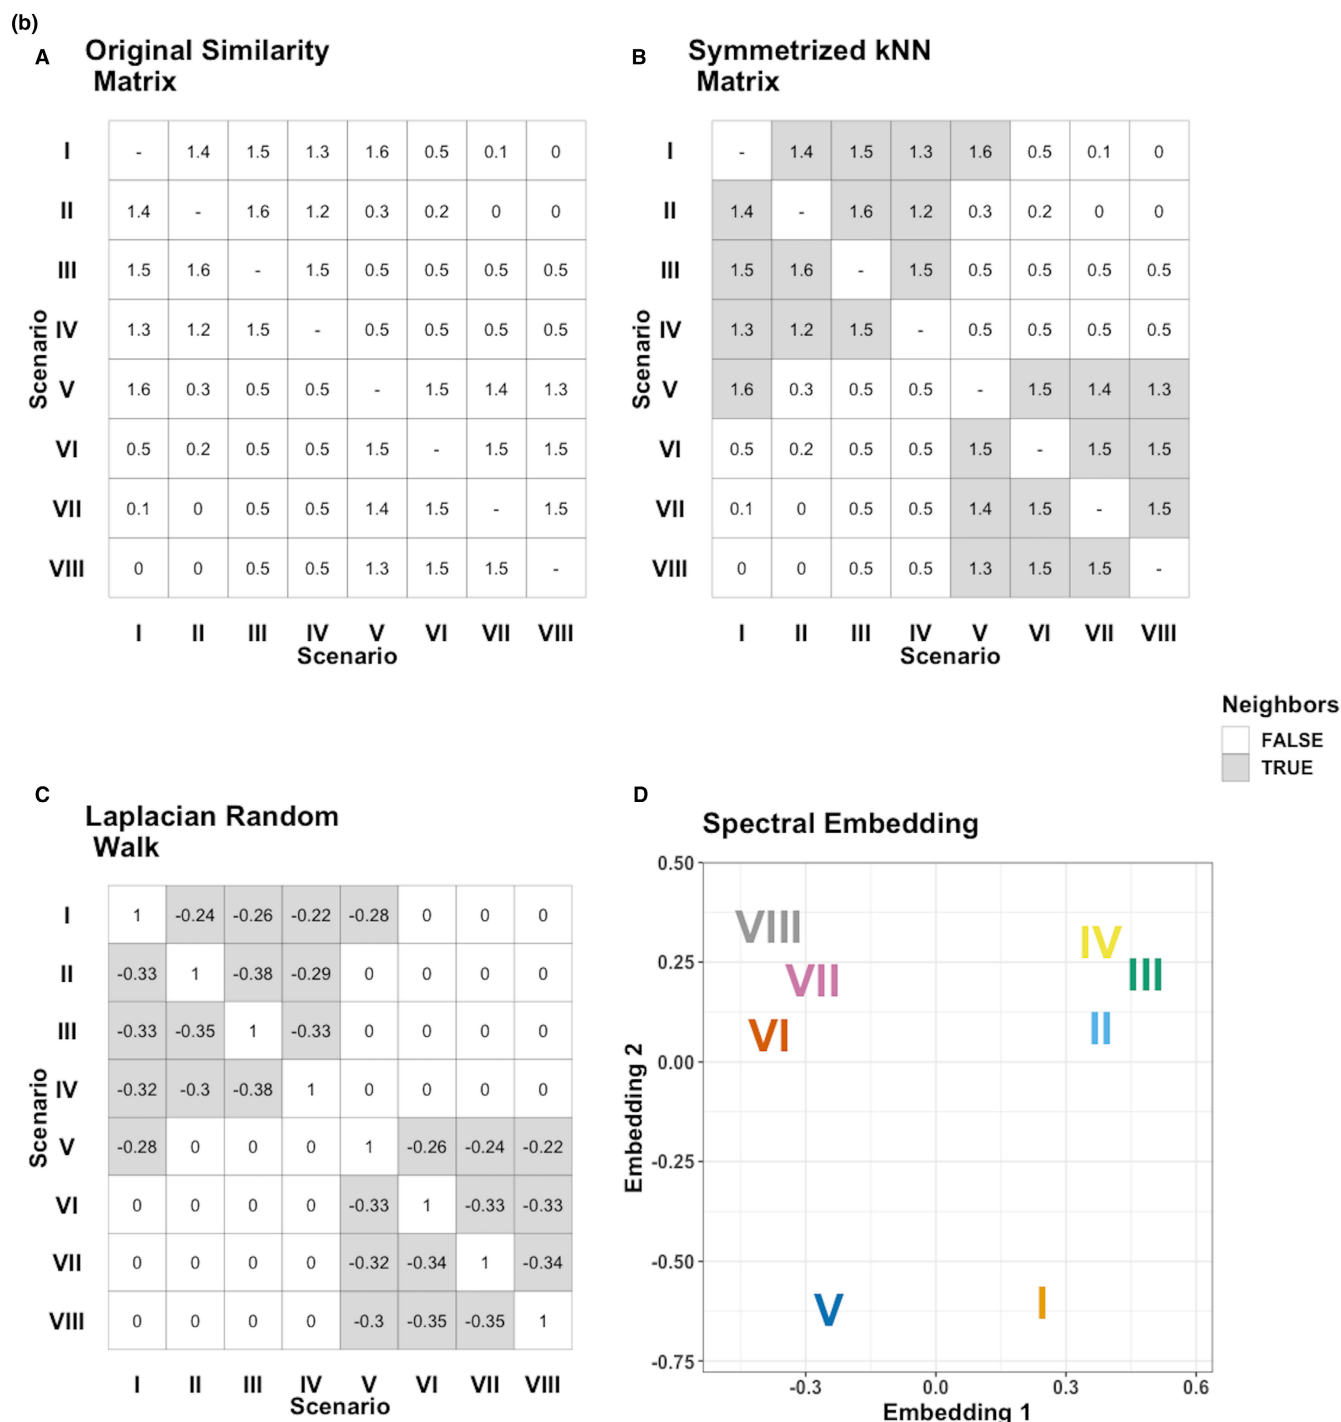 (b)
A Original Similarity
Matrix
I - 1.4 1.5 1.3 1.6 0.5 0.1 0
II 1.4 - 1.6 1.2 0.3 0.2 0 0
III 1.5 1.6 - 1.5 0.5 0.5 0.5 0.5
IV 1.3 1.2 1.5 - 0.5 0.5 0.5 0.5
V 1.6 0.3 0.5 0.5 - 1.5 1.4 1.3
VI 0.5 0.2 0.5 0.5 1.5 - 1.5 1.5
VII 0.1 0 0.5 0.5 1.4 1.5 - 1.5
VIII 0 0 0.5 0.5 1.3 1.5 1.5 -
Scenario
I II III IV V VI VII VIII
Scenario
B Symmetrized kNN
Matrix
I - 1.4 1.5 1.3 1.6 0.5 0.1 0
II 1.4 - 1.6 1.2 0.3 0.2 0 0
III 1.5 1.6 - 1.5 0.5 0.5 0.5 0.5
IV 1.3 1.2 1.5 - 0.5 0.5 0.5 0.5
V 1.6 0.3 0.5 0.5 - 1.5 1.4 1.3
VI 0.5 0.2 0.5 0.5 1.5 - 1.5 1.5
VII 0.1 0 0.5 0.5 1.4 1.5 - 1.5
VIII 0 0 0.5 0.5 1.3 1.5 1.5 -
Scenario
I II III IV V VI VII VIII
Scenario
Neighbors
FALSE
TRUE
C Laplacian Random
Walk
I 1 -0.24 -0.26 -0.22 -0.28 0 0 0
II -0.33 1 -0.38 -0.29 0 0 0 0
III -0.33 -0.35 1 -0.33 0 0 0 0
IV -0.32 -0.3 -0.38 1 0 0 0 0
V -0.28 0 0 0 1 -0.26 -0.24 -0.22
VI 0 0 0 0 -0.33 1 -0.33 -0.33
VII 0 0 0 0 -0.32 -0.34 1 -0.34
VIII 0 0 0 0 -0.3 -0.35 -0.35 1
Scenario
I II III IV V VI VII VIII
Scenario
D Spectral Embedding
0.50
0.25
0.00
-0.25
-0.50
-0.75
Embedding 2
VIII
IV
VII
III
VI
II
V
I
-0.3 0.0 0.3 0.6
Embedding 1